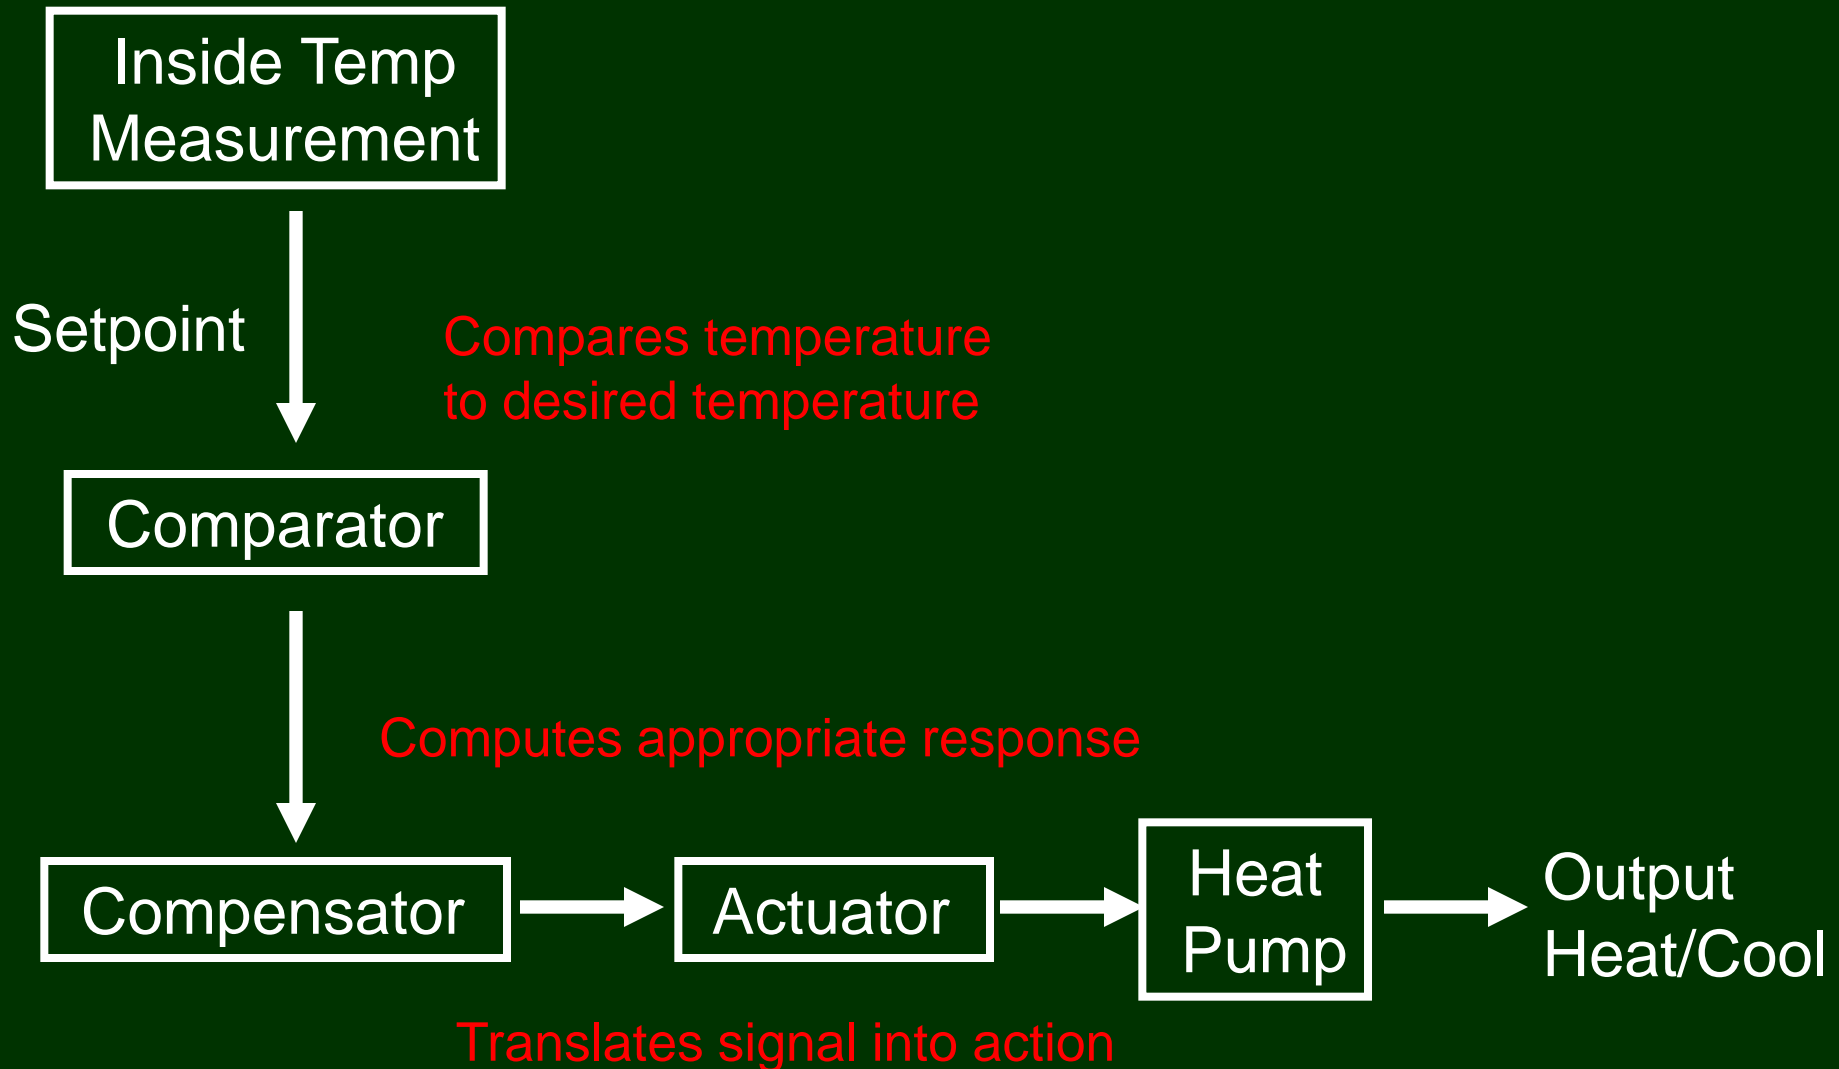 Inside Temp
Measurement
Setpoint
Compares temperature
to desired temperature
Comparator
Computes appropriate response
Compensator
Actuator
Heat
Pump
Output
Heat/Cool
Translates signal into action